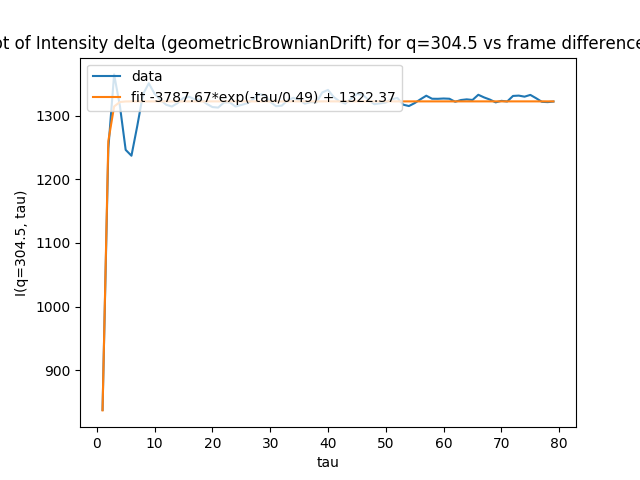 ot of Intensity delta (geometricBrownianDrift) for q=304.5 vs frame difference
data
fit -3787.67*exp(-tau/0.49) + 1322.37
1300
1200
1100
1000
900
I(q=304.5, tau)
0 10 20 30 40 50 60 70 80
tau